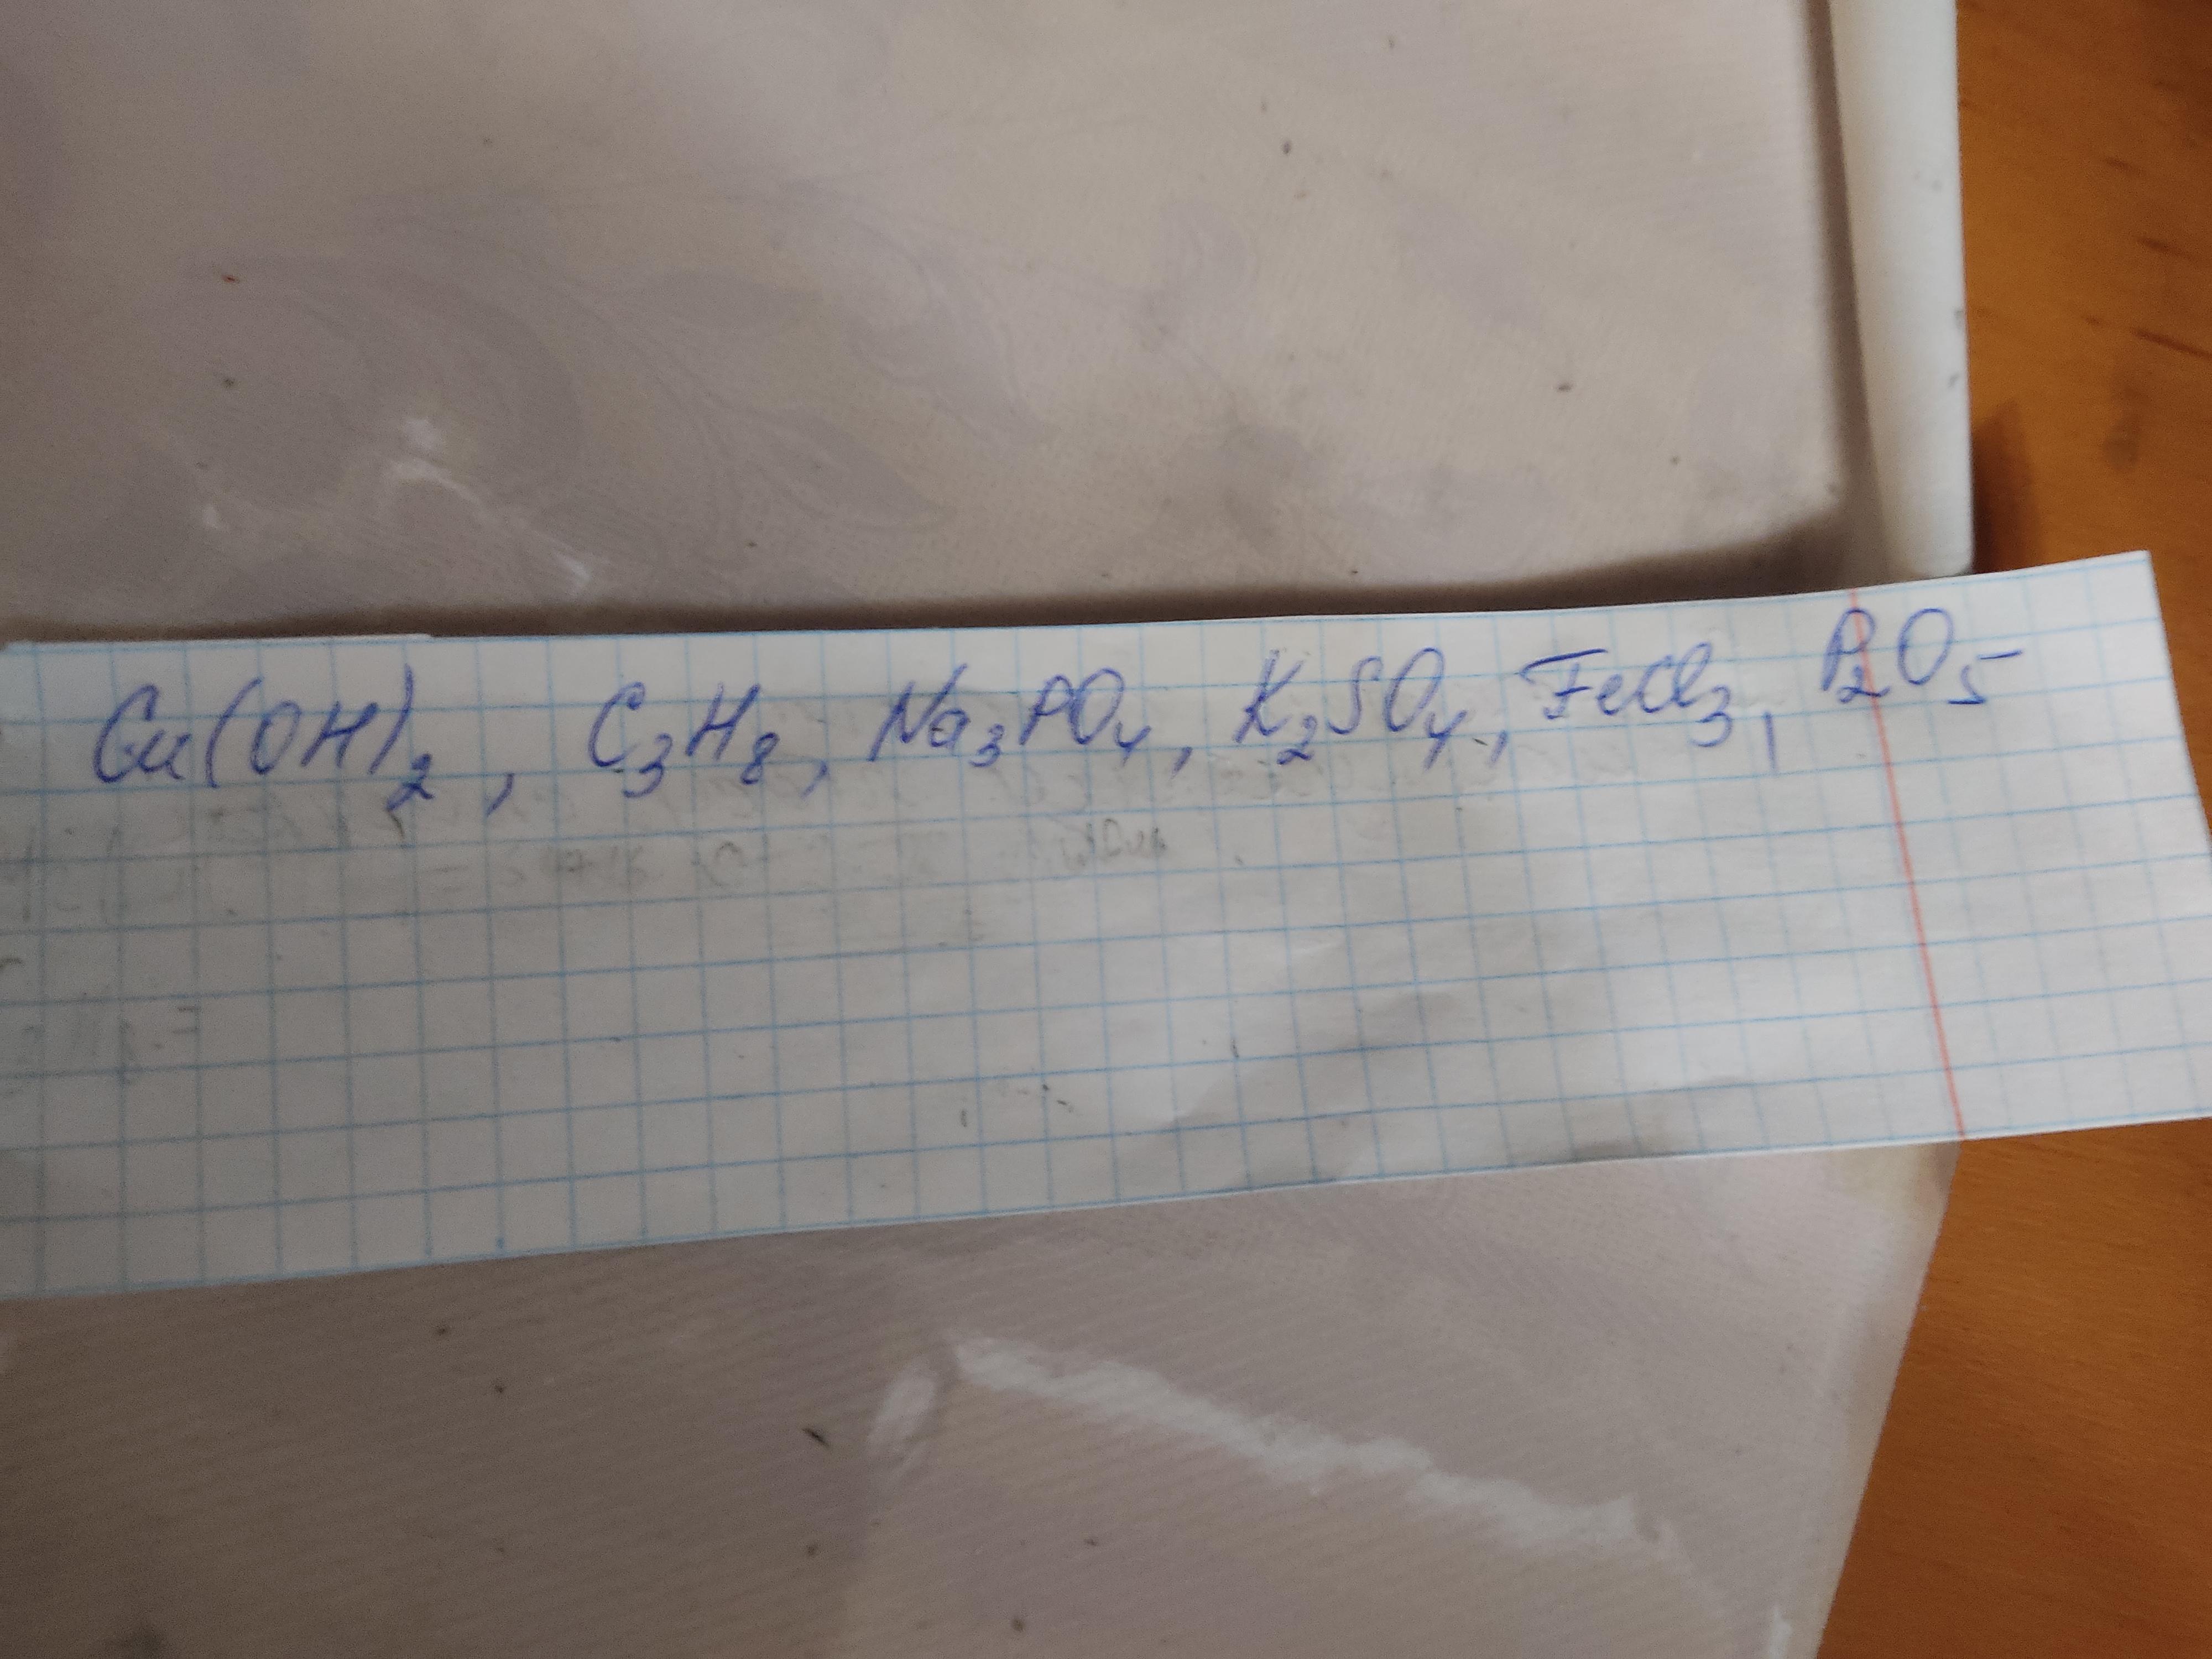 Cu(OH)₂, C₃H₈, Na₃PO₄, K₂SO₄, FeCl₃, P₂O₅